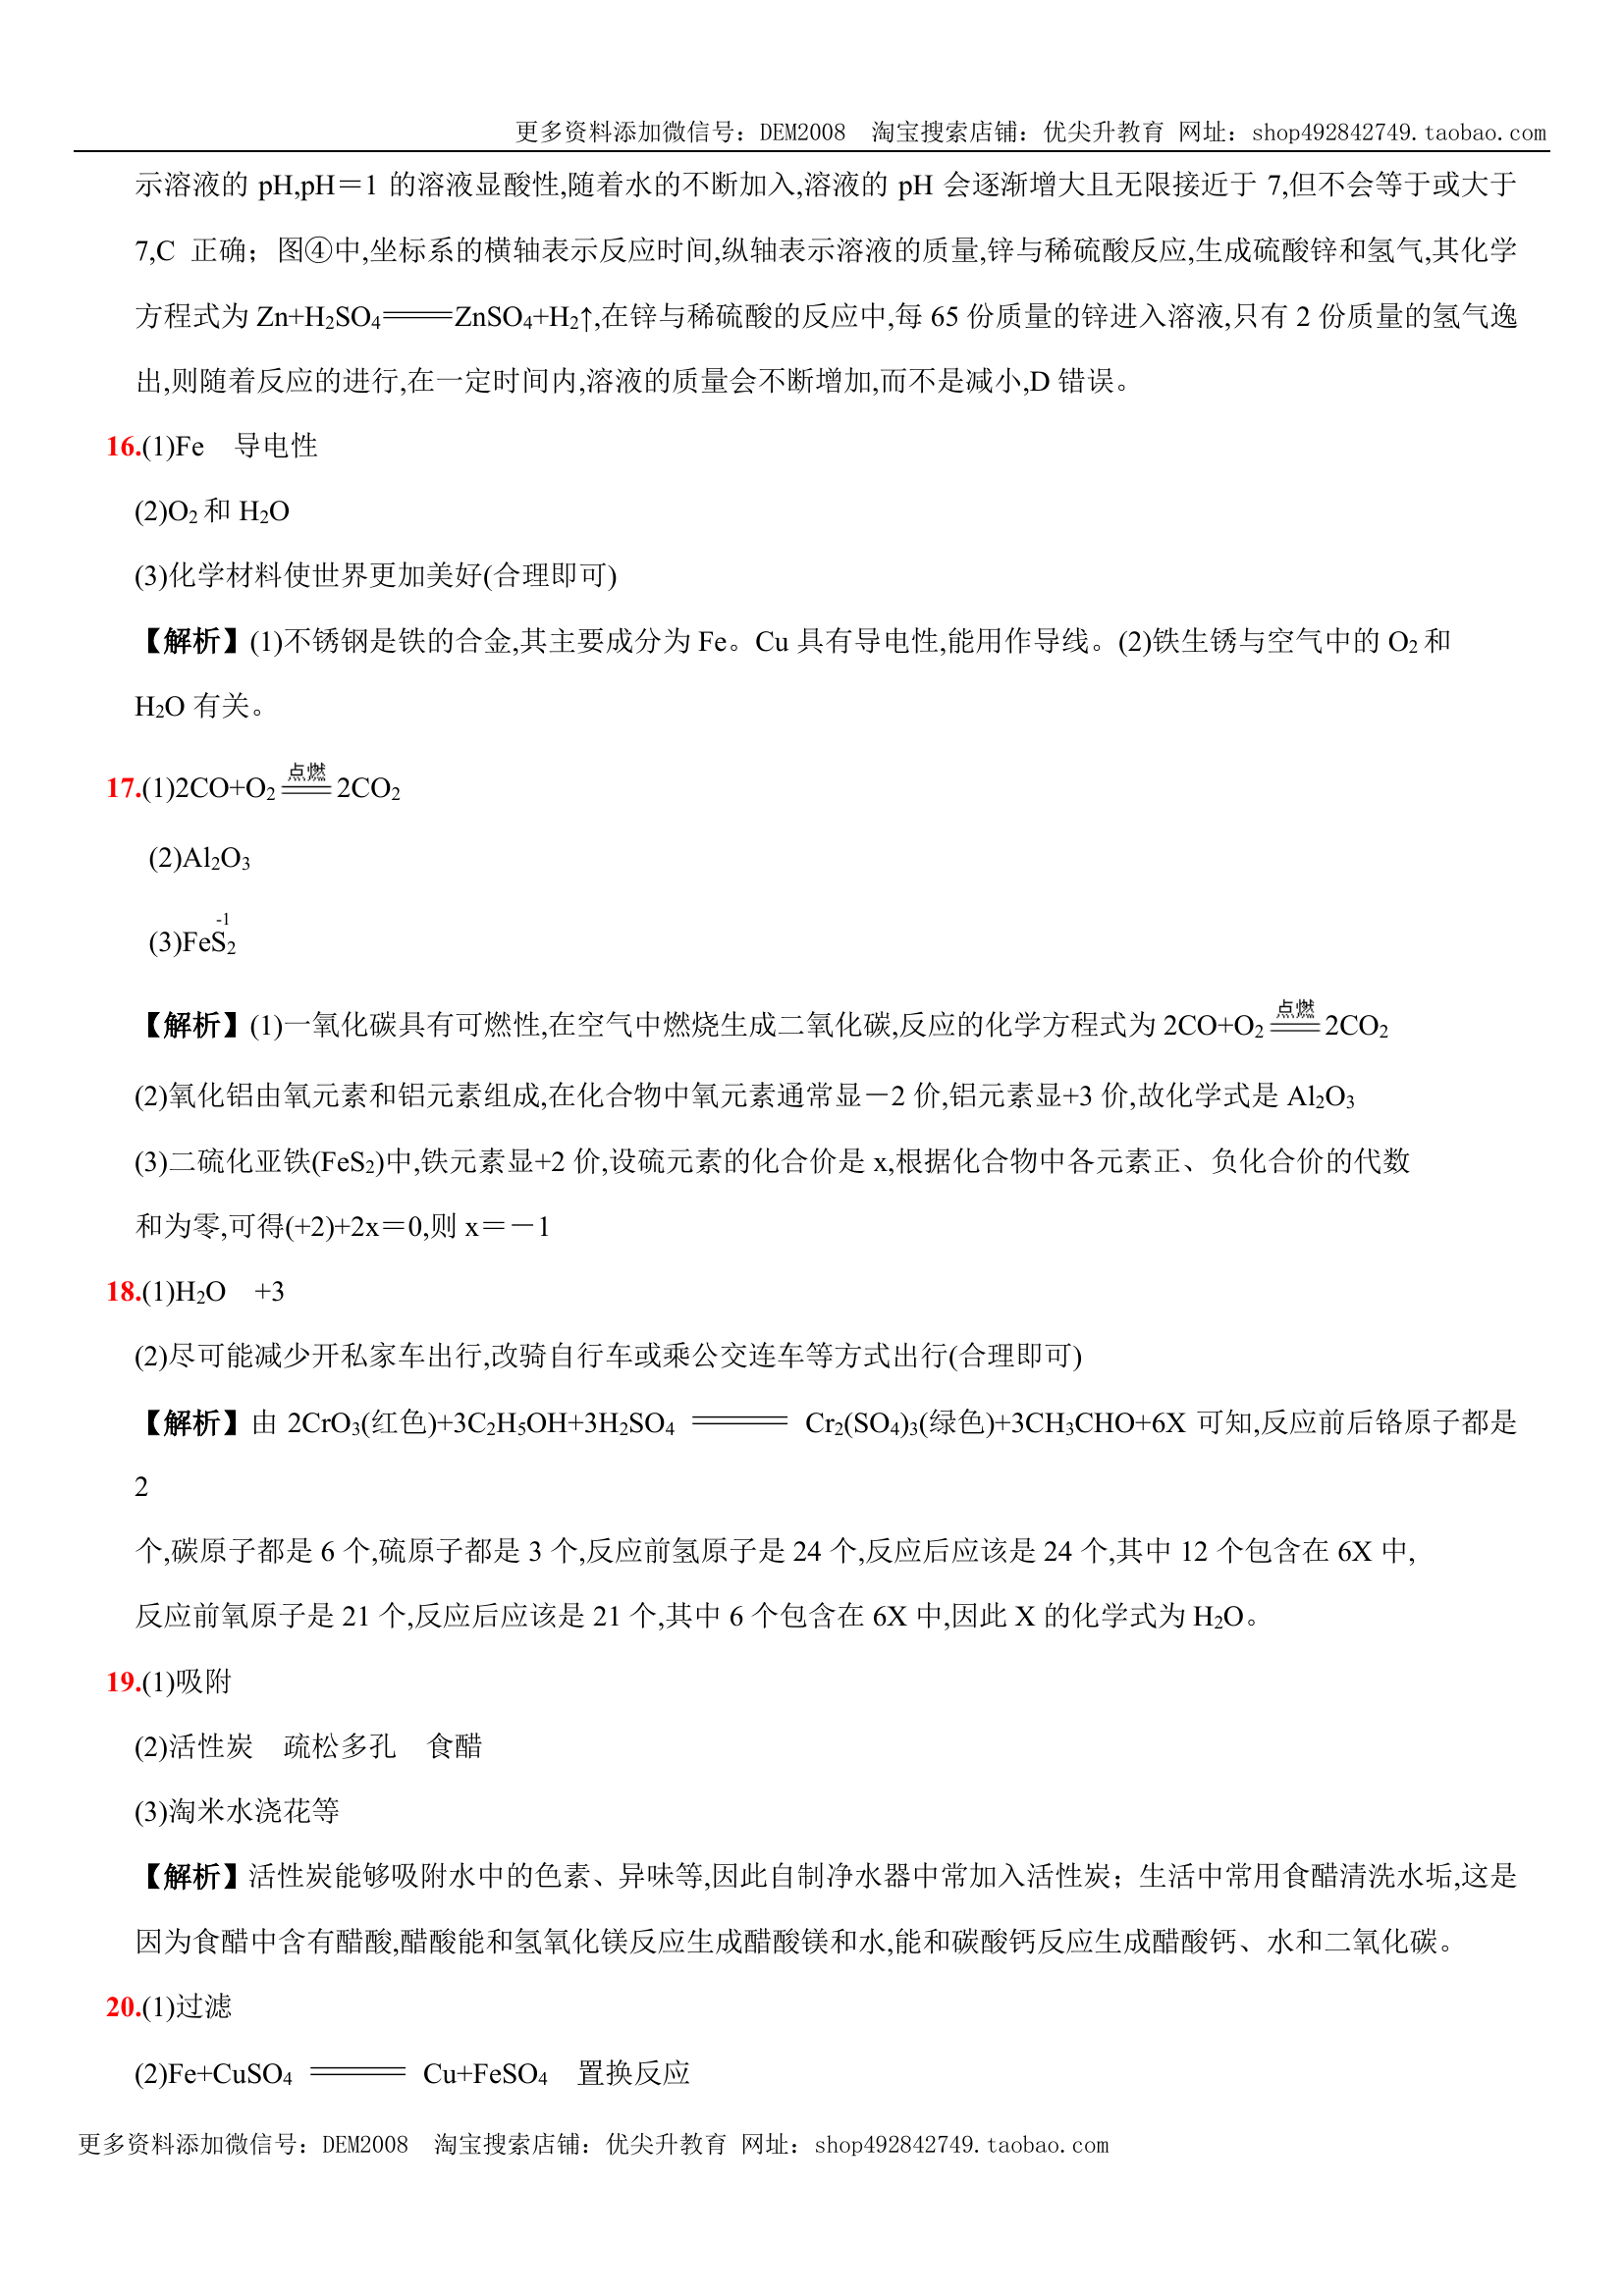 更多资料添加微信号：DEM2008 淘宝搜索店铺：优尖升教育 网址：shop492842749.taobao.com
示溶液的 pH,pH＝1 的溶液显酸性,随着水的不断加入,溶液的 pH 会逐渐增大且无限接近于 7,但不会等于或大于
7,C 正确；图④中,坐标系的横轴表示反应时间,纵轴表示溶液的质量,锌与稀硫酸反应,生成硫酸锌和氢气,其化学
方程式为 Zn+H₂SO₄═══ZnSO₄+H₂↑,在锌与稀硫酸的反应中,每 65 份质量的锌进入溶液,只有 2 份质量的氢气逸
出,则随着反应的进行,在一定时间内,溶液的质量会不断增加,而不是减小,D 错误。
16.(1)Fe 导电性
(2)O₂和 H₂O
(3)化学材料使世界更加美好(合理即可)
【解析】(1)不锈钢是铁的合金,其主要成分为 Fe。Cu 具有导电性,能用作导线。(2)铁生锈与空气中的 O₂和
H₂O 有关。
点燃
17.(1)2CO+O₂══2CO₂
(2)Al₂O₃
-1
(3)FeS₂
点燃
【解析】(1)一氧化碳具有可燃性,在空气中燃烧生成二氧化碳,反应的化学方程式为 2CO+O₂══2CO₂
(2)氧化铝由氧元素和铝元素组成,在化合物中氧元素通常显－2 价,铝元素显+3 价,故化学式是 Al₂O₃
(3)二硫化亚铁(FeS₂)中,铁元素显+2 价,设硫元素的化合价是 x,根据化合物中各元素正、负化合价的代数
和为零,可得(+2)+2x＝0,则 x＝－1
18.(1)H₂O +3
(2)尽可能减少开私家车出行,改骑自行车或乘公交连车等方式出行(合理即可)
【解析】由 2CrO₃(红色)+3C₂H₅OH+3H₂SO₄ ═══ Cr₂(SO₄)₃(绿色)+3CH₃CHO+6X 可知,反应前后铬原子都是
2
个,碳原子都是 6 个,硫原子都是 3 个,反应前氢原子是 24 个,反应后应该是 24 个,其中 12 个包含在 6X 中,
反应前氧原子是 21 个,反应后应该是 21 个,其中 6 个包含在 6X 中,因此 X 的化学式为 H₂O。
19.(1)吸附
(2)活性炭 疏松多孔 食醋
(3)淘米水浇花等
【解析】活性炭能够吸附水中的色素、异味等,因此自制净水器中常加入活性炭；生活中常用食醋清洗水垢,这是
因为食醋中含有醋酸,醋酸能和氢氧化镁反应生成醋酸镁和水,能和碳酸钙反应生成醋酸钙、水和二氧化碳。
20.(1)过滤
(2)Fe+CuSO₄ ═══ Cu+FeSO₄ 置换反应
更多资料添加微信号：DEM2008 淘宝搜索店铺：优尖升教育 网址：shop492842749.taobao.com